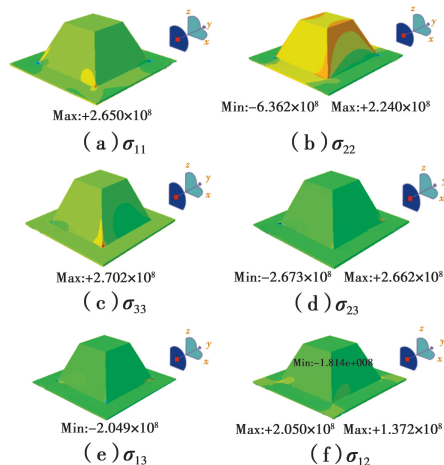 z
y
x
z
y
x
Max:+2.650×10⁸
Min:-6.362×10⁸ Max:+2.240×10⁸
(a)σ₁₁
(b)σ₂₂
z
y
x
z
y
x
Max:+2.702×10⁸
Min:-2.673×10⁸ Max:+2.662×10⁸
(c)σ₃₃
(d)σ₂₃
z
y
x
z
y
x
Min:-1.814e+008
Min:-2.049×10⁸
Max:+2.050×10⁸ Max:+1.372×10⁸
(e)σ₁₃
(f)σ₁₂